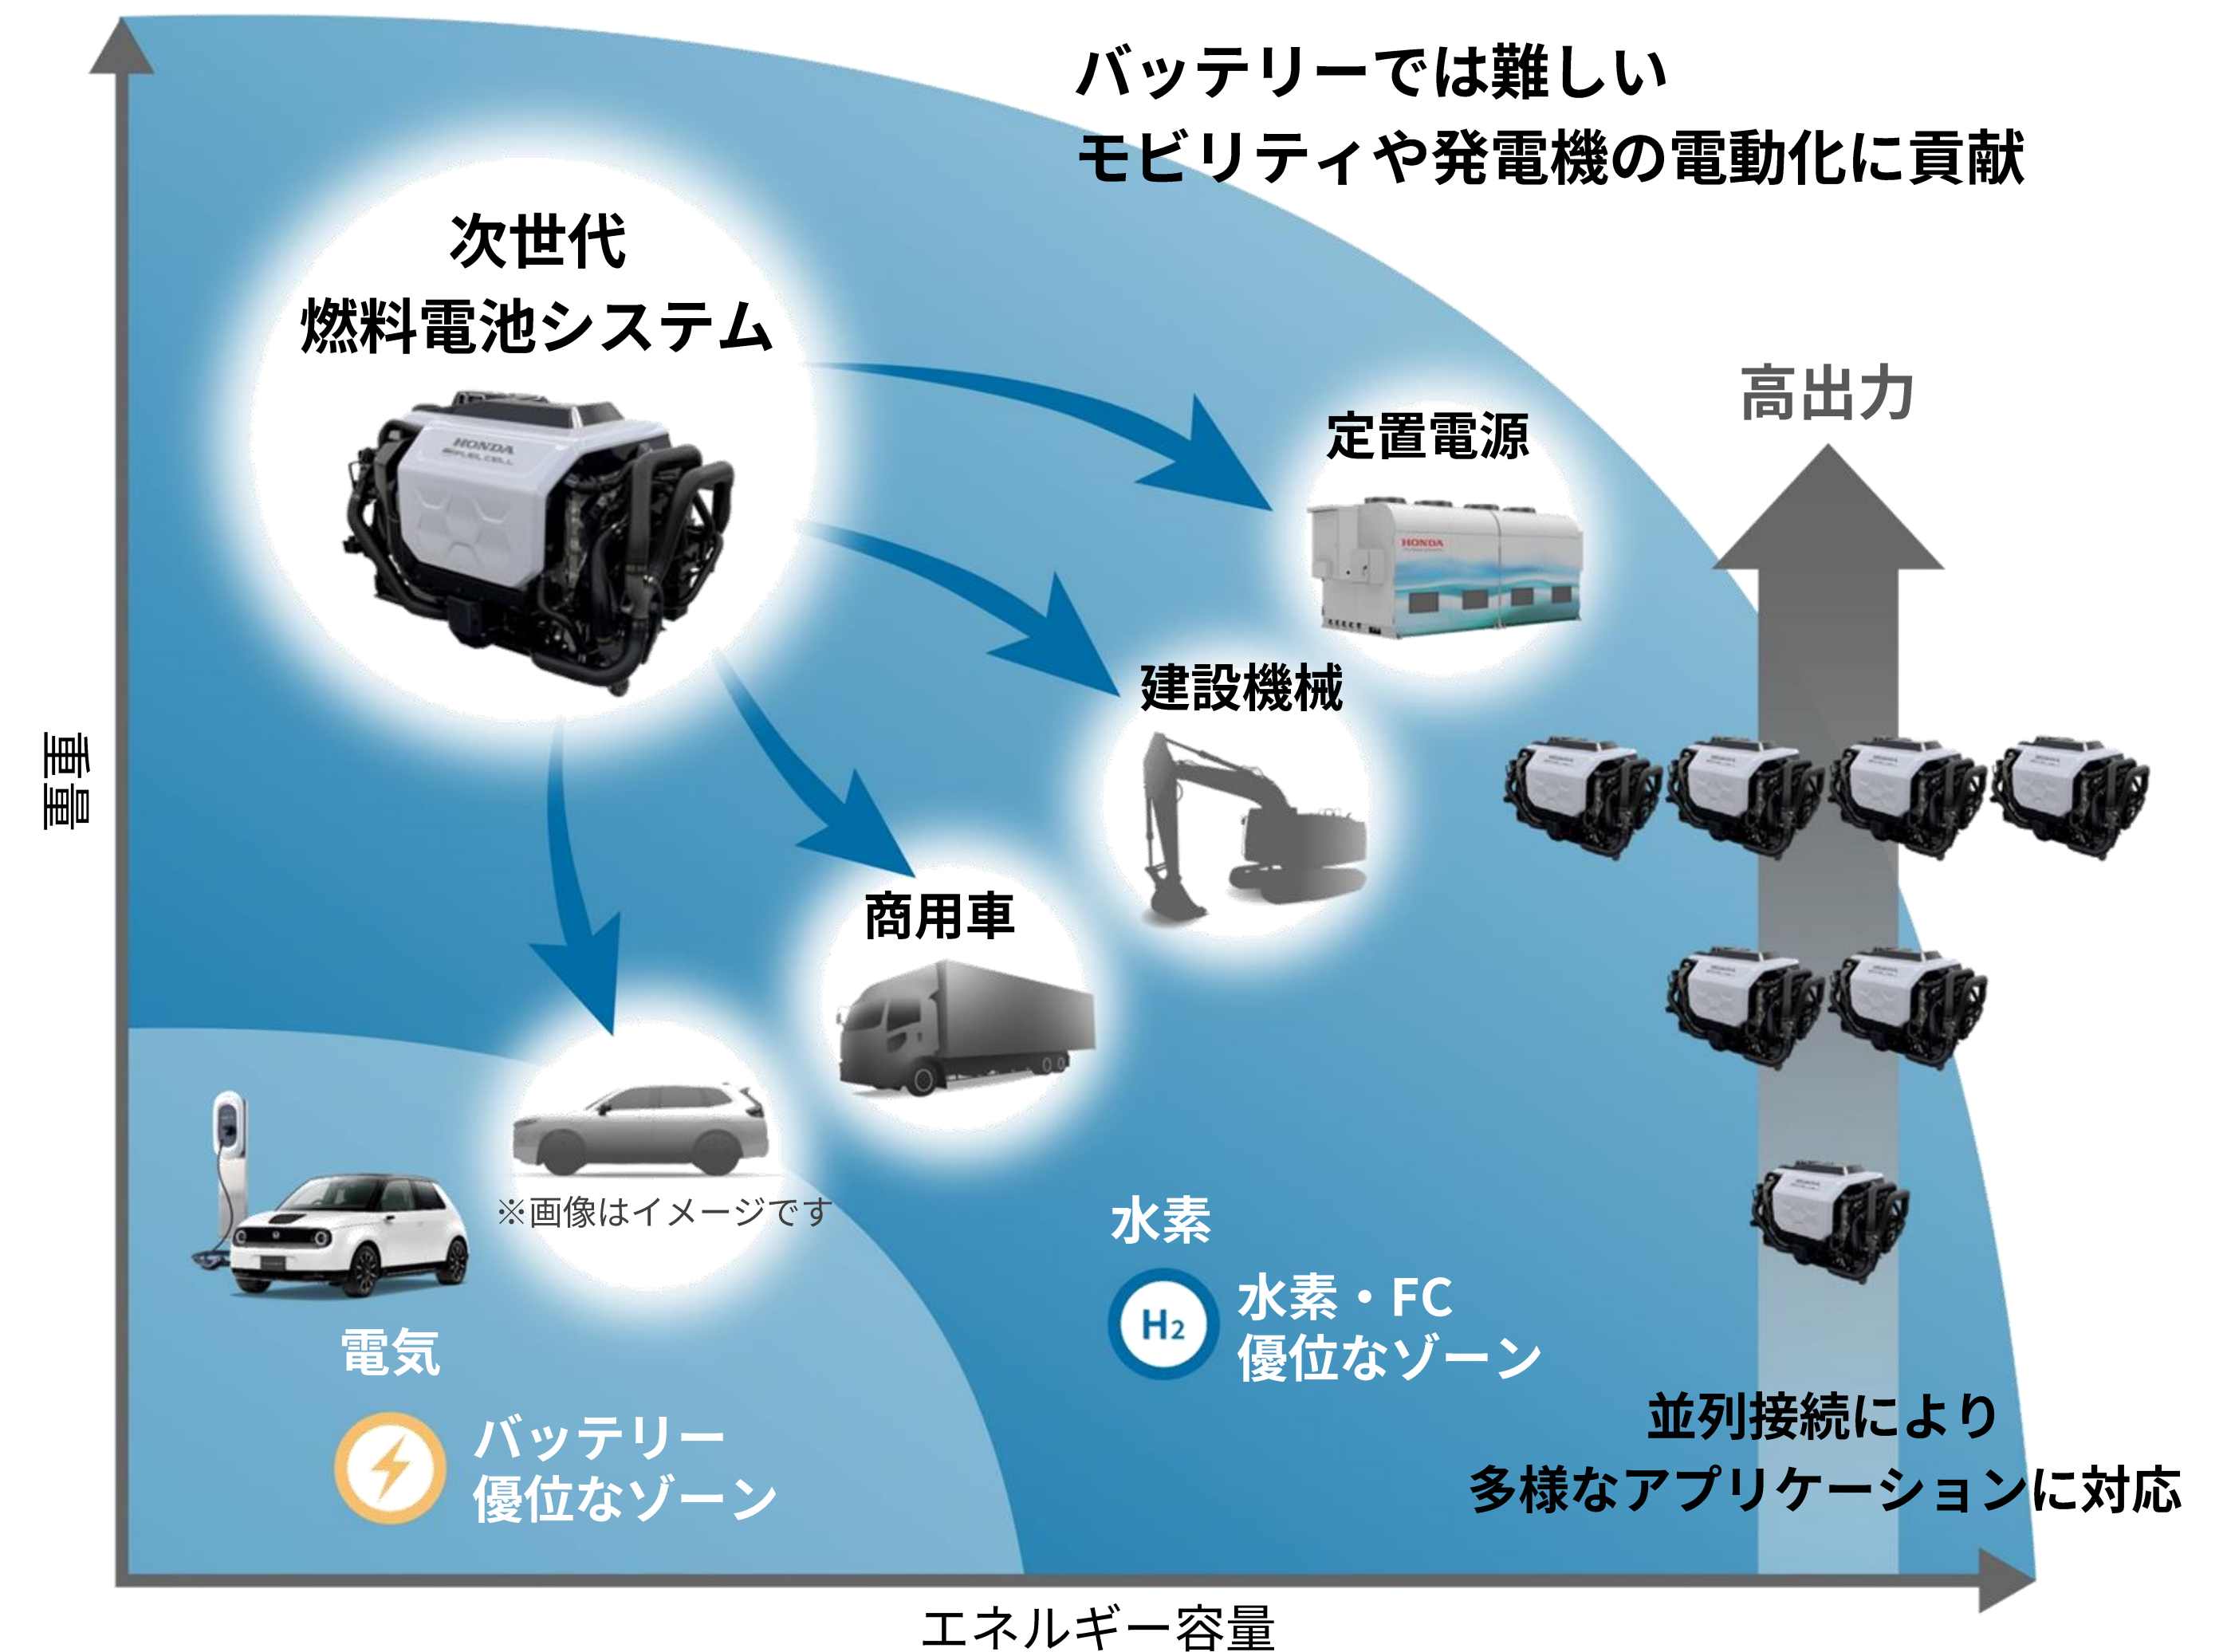 バッテリーでは難しい
モビリティや発電機の電動化に貢献
次世代
燃料電池システム
HONDA
FUEL CELL
高出力
定置電源
HONDA
建設機械
重量
商用車
※画像はイメージです
電気
バッテリー
優位なゾーン
水素
H2
水素・FC
優位なゾーン
並列接続により
多様なアプリケーションに対応
エネルギー容量